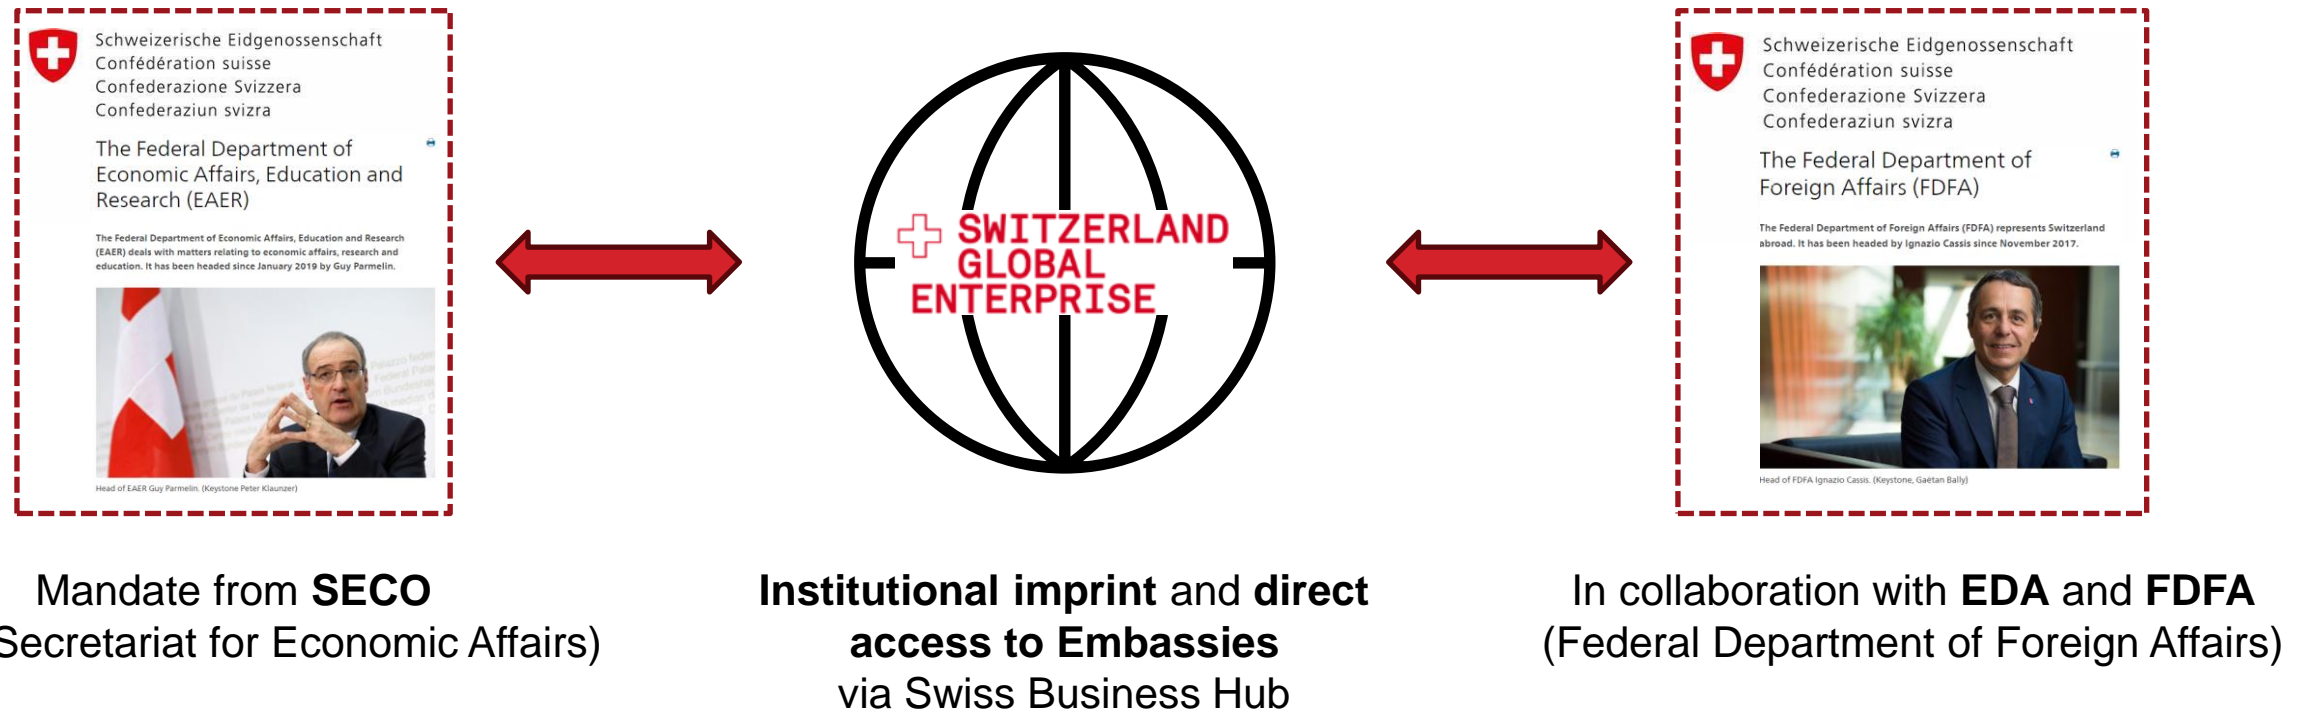 Schweizerische Eidgenossenschaft
Confédération suisse
Confederazione Svizzera
Confederaziun svizra
The Federal Department of
Economic Affairs, Education and
Research (EAER)
The Federal Department of Economic Affairs, Education and Research
(EAER) deals with matters relating to economic affairs, research and
education. It has been headed since January 2019 by Guy Parmelin.
Head of EAER Guy Parmelin. (Keystone Peter Klaunzer)
Mandate from SECO
Secretariat for Economic Affairs)
SWITZERLAND
GLOBAL
ENTERPRISE
Institutional imprint and direct
access to Embassies
via Swiss Business Hub
Schweizerische Eidgenossenschaft
Confédération suisse
Confederazione Svizzera
Confederaziun svizra
The Federal Department of
Foreign Affairs (FDFA)
The Federal Department of Foreign Affairs (FDFA) represents Switzerland
abroad. It has been headed by Ignazio Cassis since November 2017.
Head of FDFA Ignazio Cassis. (Keystone, Gaëtan Bally)
In collaboration with EDA and FDFA
(Federal Department of Foreign Affairs)